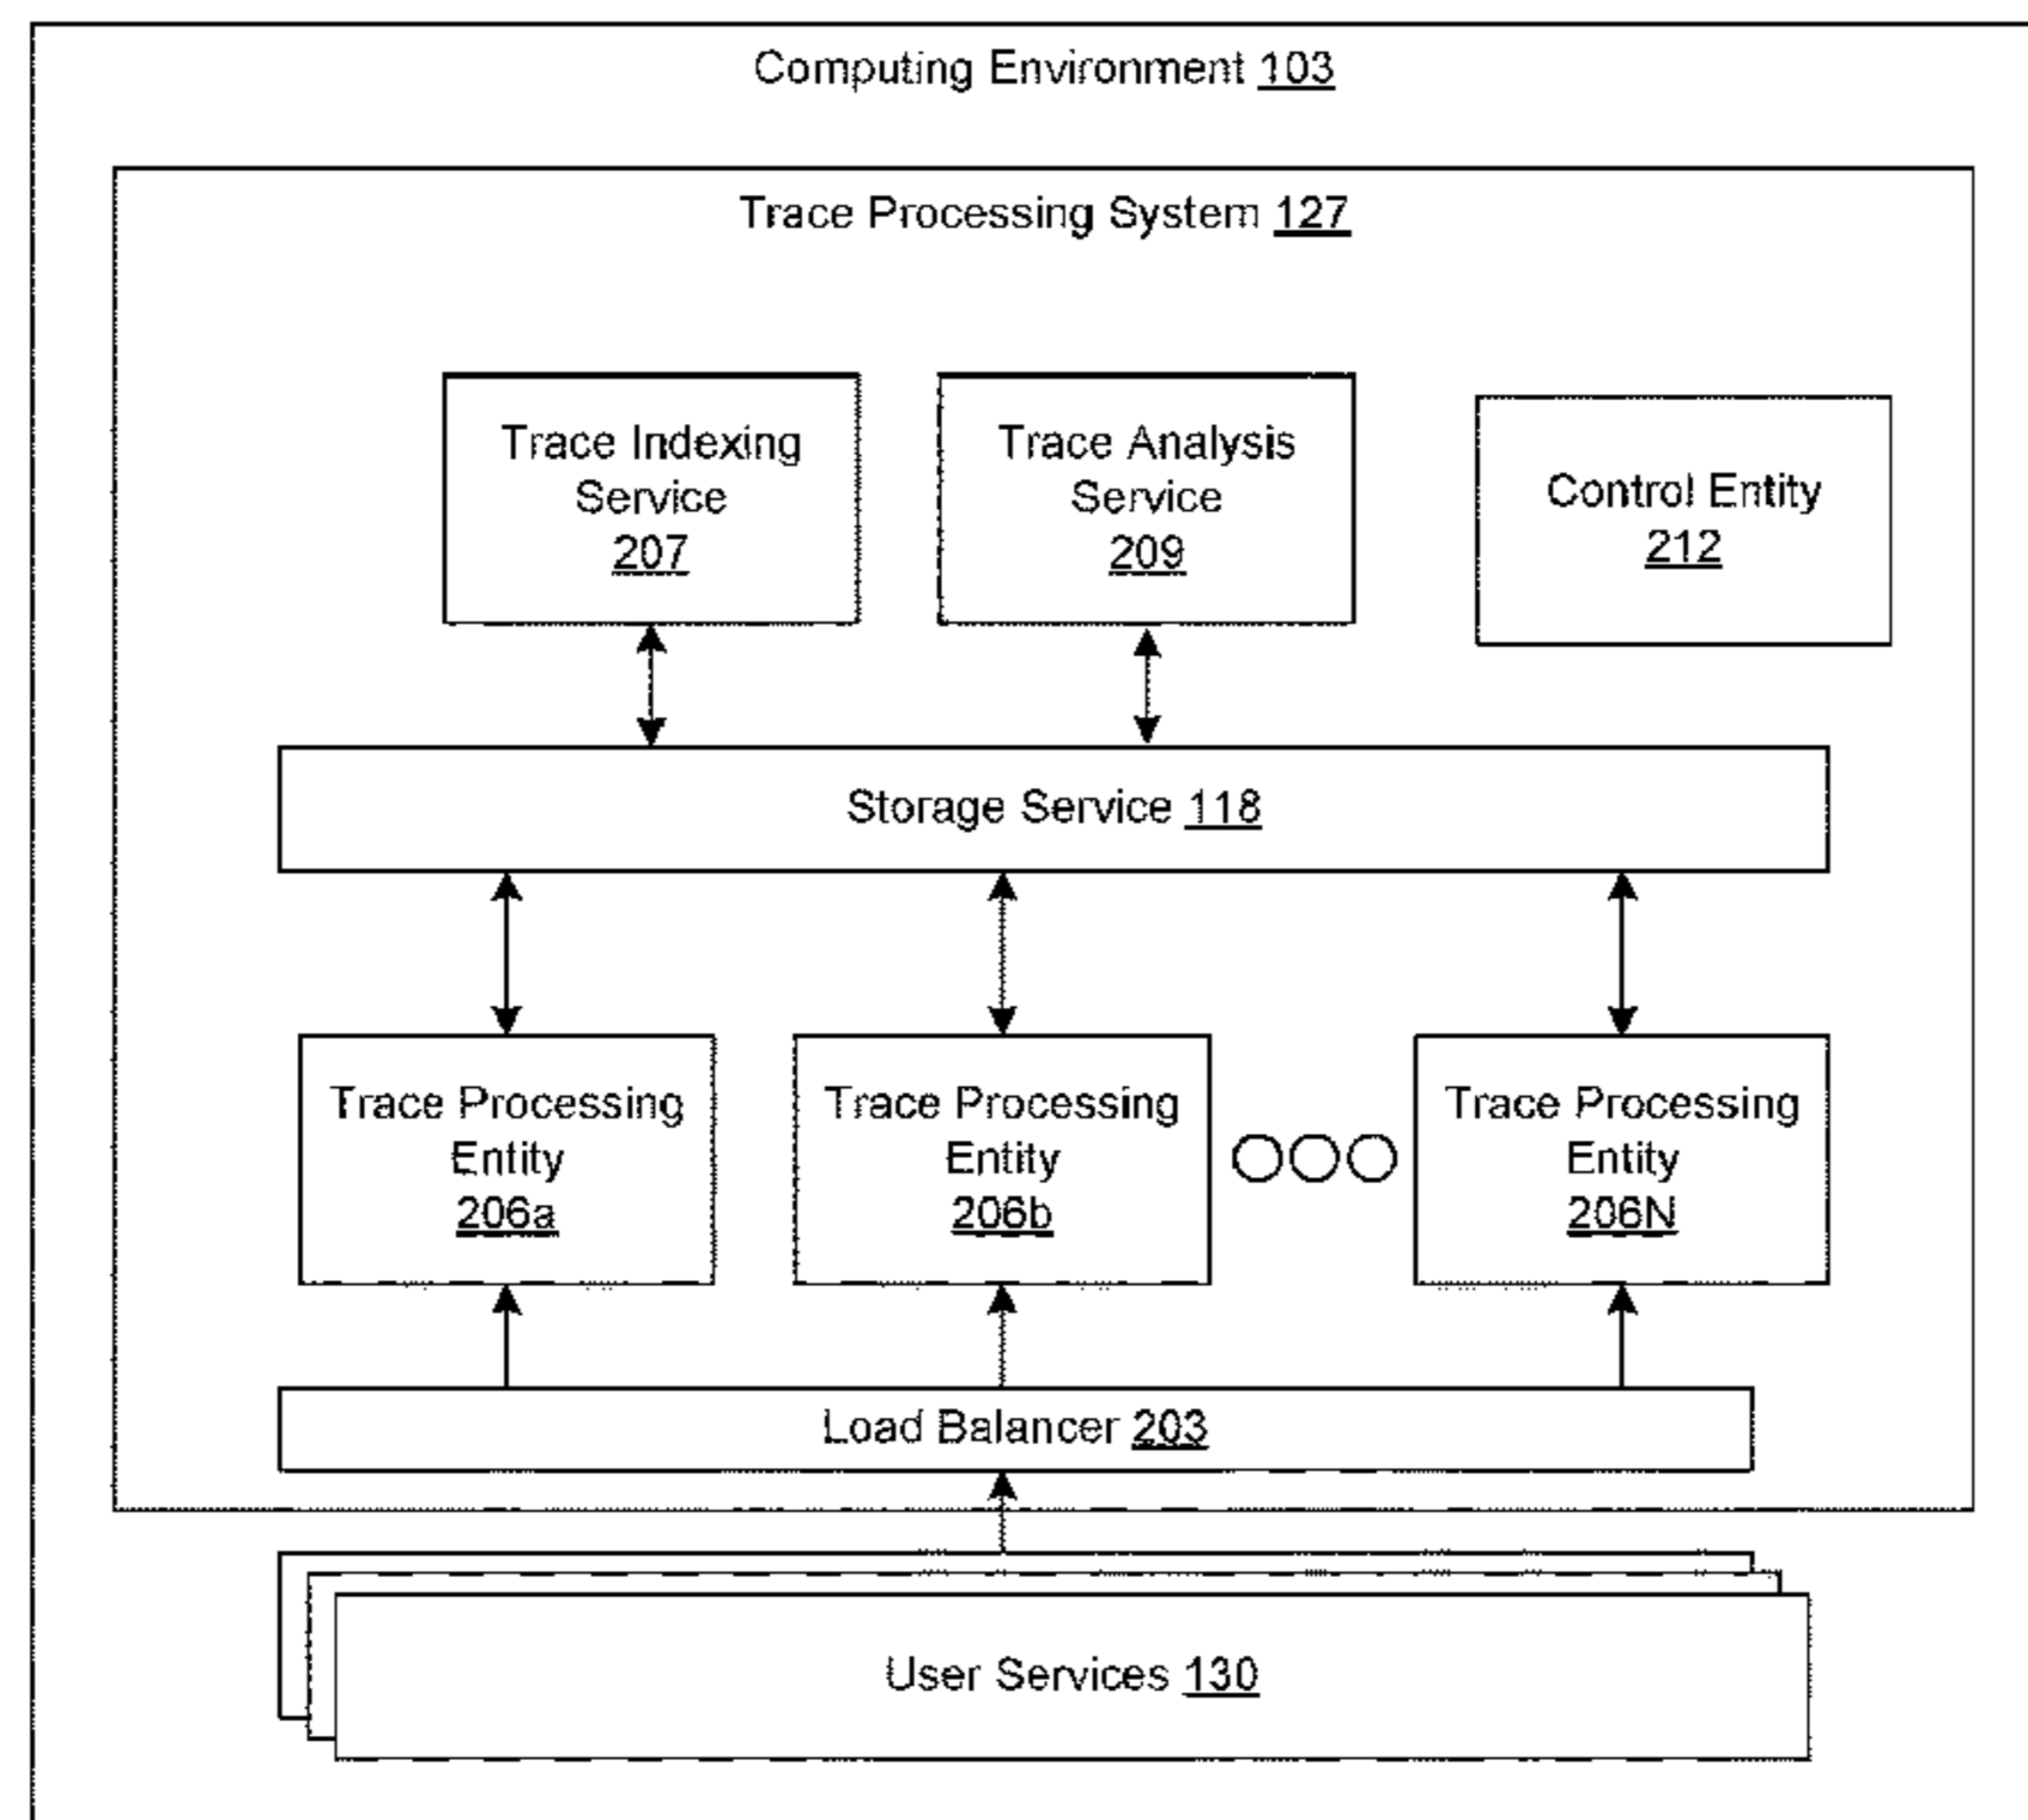 Computing Environment 103
Trace Processing System 127
Trace Indexing
Service
207
Trace Analysis
Service
209
Control Entity
212
Storage Service 118
Trace Processing
Entity
206a
Trace Processing
Entity
206b
Trace Processing
Entity
206N
Load Balancer 203
User Services 130